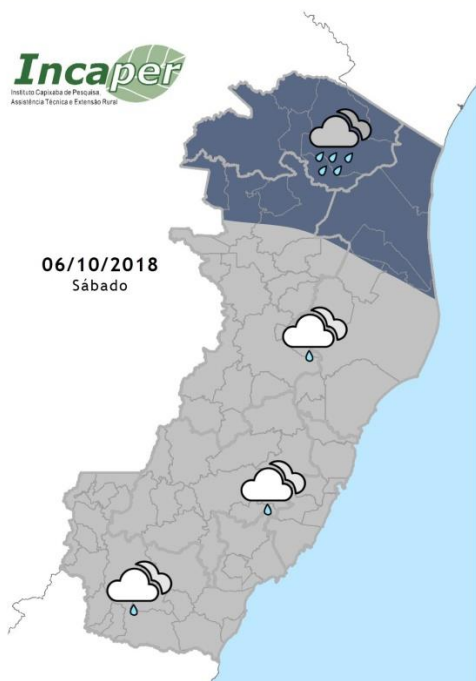 Incaper
Instituto Capixaba de Pesquisa,
Assistência Técnica e Extensão Rural
06/10/2018
Sábado